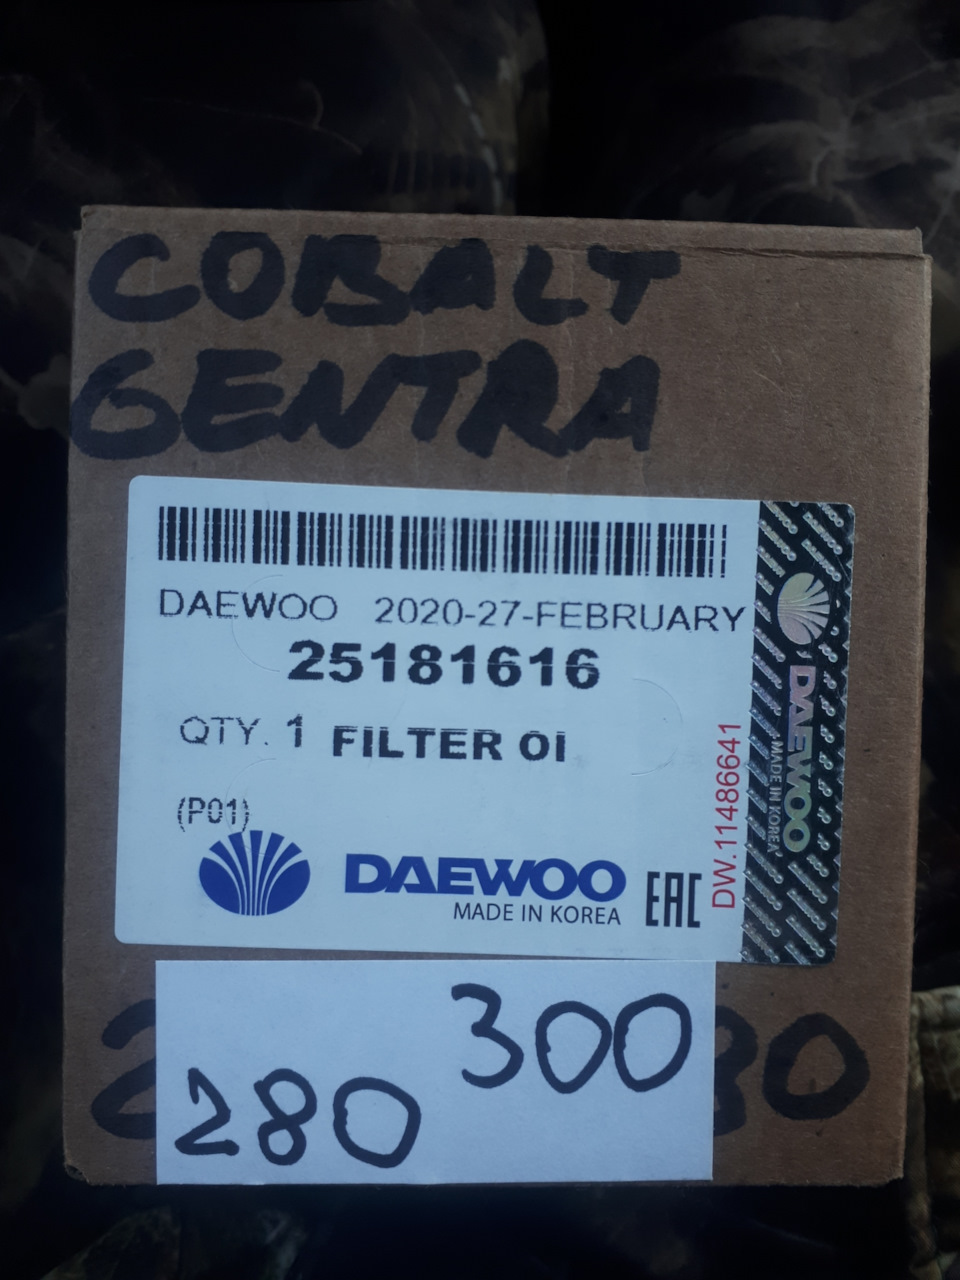 COBALT
GENTRA
DAEWOO 2020-27-FEBRUARY
25181616
QTY. 1 FILTER OI
(P01)
DAEWOO
MADE IN KOREA
EAC
DW.11486641
DAEWOO
MADE IN KOREA
300
280